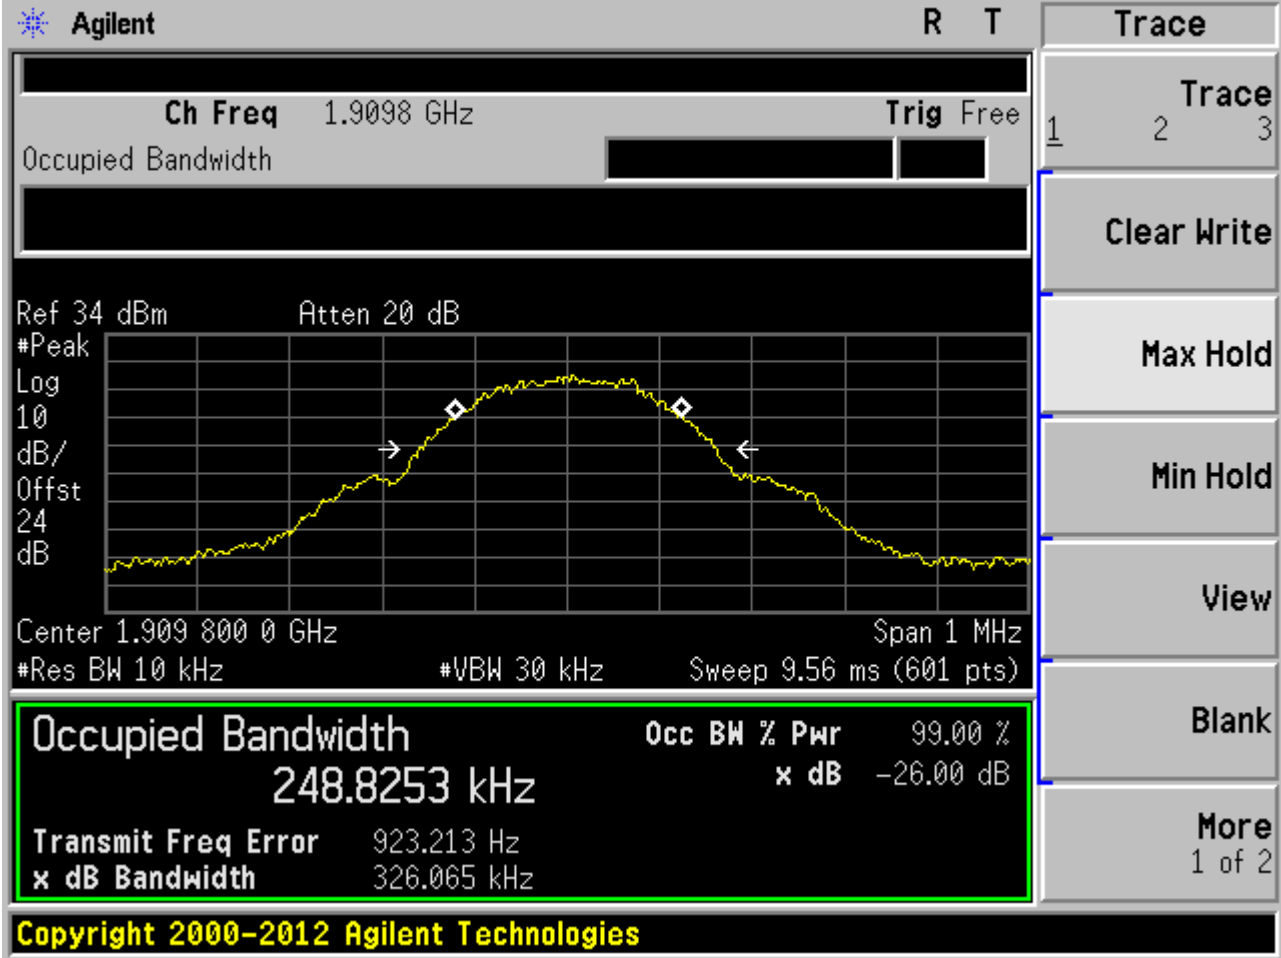 Agilent R T Trace
Ch Freq 1.9098 GHz Trig Free
Occupied Bandwidth
Trace
1 2 3
Clear Write
Max Hold
Min Hold
View
Blank
More
1 of 2
Ref 34 dBm Atten 20 dB
#Peak
Log
10
dB/
Offst
24
dB
Center 1.909 800 0 GHz Span 1 MHz
#Res BW 10 kHz #VBW 30 kHz Sweep 9.56 ms (601 pts)
Occupied Bandwidth Occ BW % Pwr 99.00 %
248.8253 kHz x dB -26.00 dB
Transmit Freq Error 923.213 Hz
x dB Bandwidth 326.065 kHz
Copyright 2000-2012 Agilent Technologies